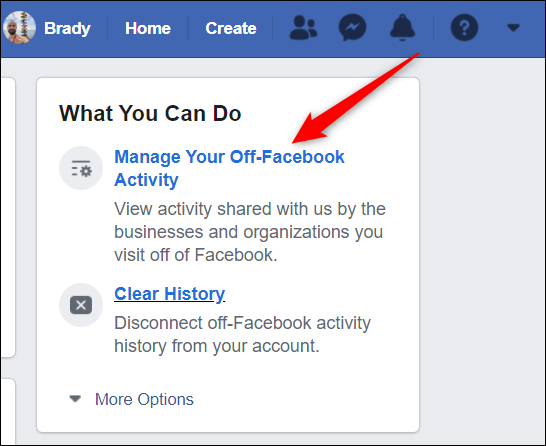 Brady Home Create
What You Can Do
Manage Your Off-Facebook
Activity
View activity shared with us by the
businesses and organizations you
visit off of Facebook.
Clear History
Disconnect off-Facebook activity
history from your account.
More Options